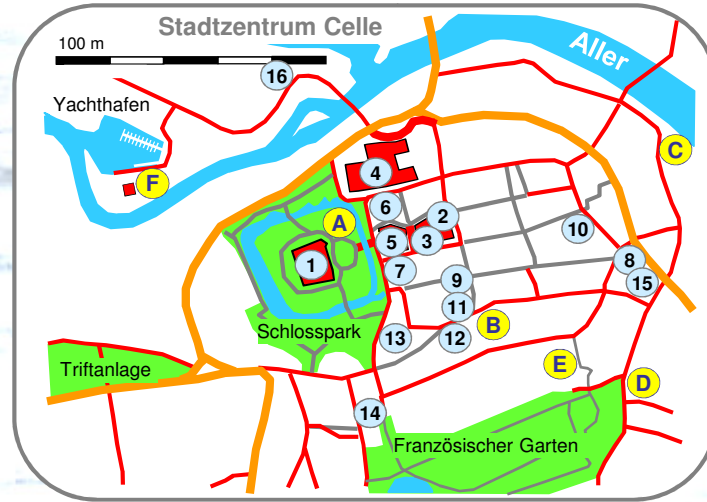 Stadtzentrum Celle
100 m
Aller
16
Yachthafen
C
F
4
6
A
2
10
5
3
1
7
8
9
15
11
Schlosspark
B
13
12
E
Triftanlage
D
14
Französischer Garten